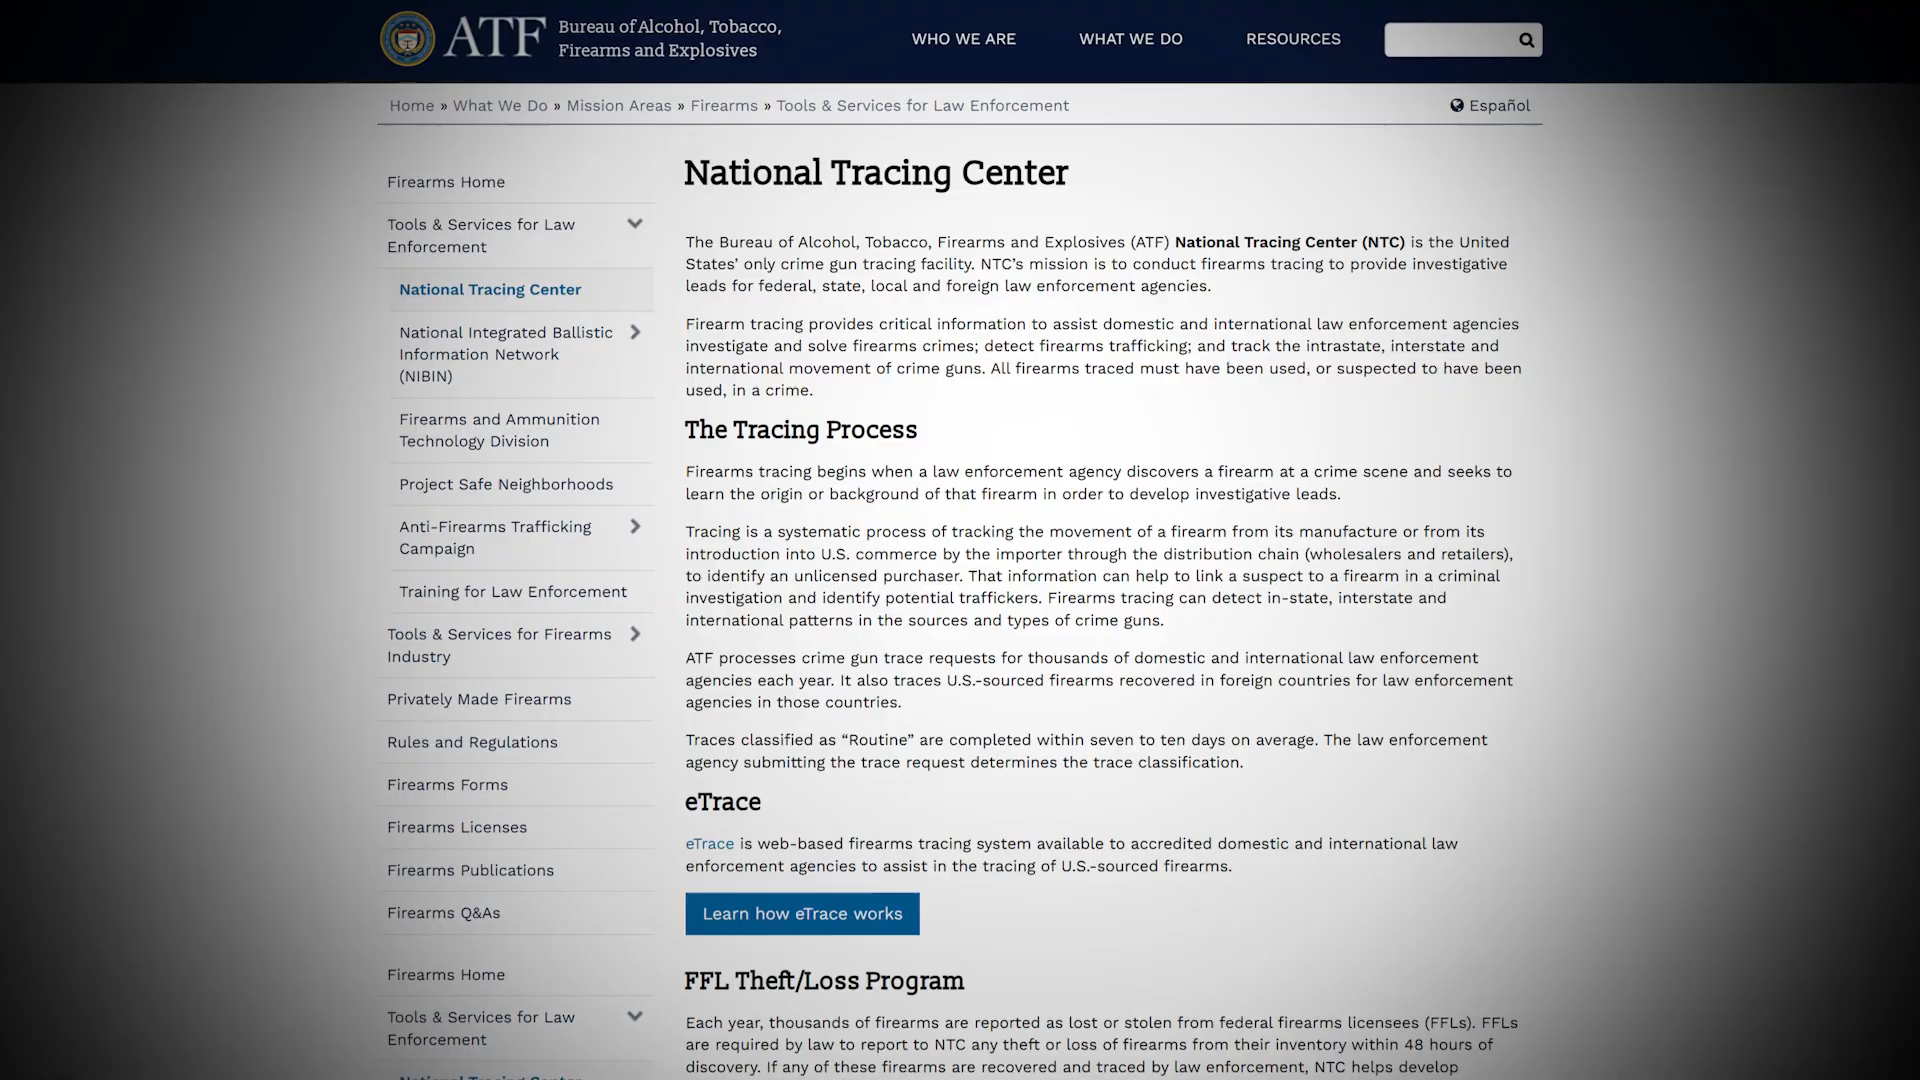 ATF
Bureau of Alcohol, Tobacco,
Firearms and Explosives
WHO WE ARE
WHAT WE DO
RESOURCES
Home » What We Do » Mission Areas » Firearms » Tools & Services for Law Enforcement
Español
Firearms Home
Tools & Services for Law
Enforcement
National Tracing Center
National Integrated Ballistic
Information Network
(NIBIN)
Firearms and Ammunition
Technology Division
Project Safe Neighborhoods
Anti-Firearms Trafficking
Campaign
Training for Law Enforcement
Tools & Services for Firearms
Industry
Privately Made Firearms
Rules and Regulations
Firearms Forms
Firearms Licenses
Firearms Publications
Firearms Q&As
Firearms Home
Tools & Services for Law
Enforcement
National Tracing Center
National Tracing Center
The Bureau of Alcohol, Tobacco, Firearms and Explosives (ATF) National Tracing Center (NTC) is the United
States’ only crime gun tracing facility. NTC’s mission is to conduct firearms tracing to provide investigative
leads for federal, state, local and foreign law enforcement agencies.
Firearm tracing provides critical information to assist domestic and international law enforcement agencies
investigate and solve firearms crimes; detect firearms trafficking; and track the intrastate, interstate and
international movement of crime guns. All firearms traced must have been used, or suspected to have been
used, in a crime.
The Tracing Process
Firearms tracing begins when a law enforcement agency discovers a firearm at a crime scene and seeks to
learn the origin or background of that firearm in order to develop investigative leads.
Tracing is a systematic process of tracking the movement of a firearm from its manufacture or from its
introduction into U.S. commerce by the importer through the distribution chain (wholesalers and retailers),
to identify an unlicensed purchaser. That information can help to link a suspect to a firearm in a criminal
investigation and identify potential traffickers. Firearms tracing can detect in-state, interstate and
international patterns in the sources and types of crime guns.
ATF processes crime gun trace requests for thousands of domestic and international law enforcement
agencies each year. It also traces U.S.-sourced firearms recovered in foreign countries for law enforcement
agencies in those countries.
Traces classified as “Routine” are completed within seven to ten days on average. The law enforcement
agency submitting the trace request determines the trace classification.
eTrace
eTrace is web-based firearms tracing system available to accredited domestic and international law
enforcement agencies to assist in the tracing of U.S.-sourced firearms.
Learn how eTrace works
FFL Theft/Loss Program
Each year, thousands of firearms are reported as lost or stolen from federal firearms licensees (FFLs). FFLs
are required by law to report to NTC any theft or loss of firearms from their inventory within 48 hours of
discovery. If any of these firearms are recovered and traced by law enforcement, NTC helps develop